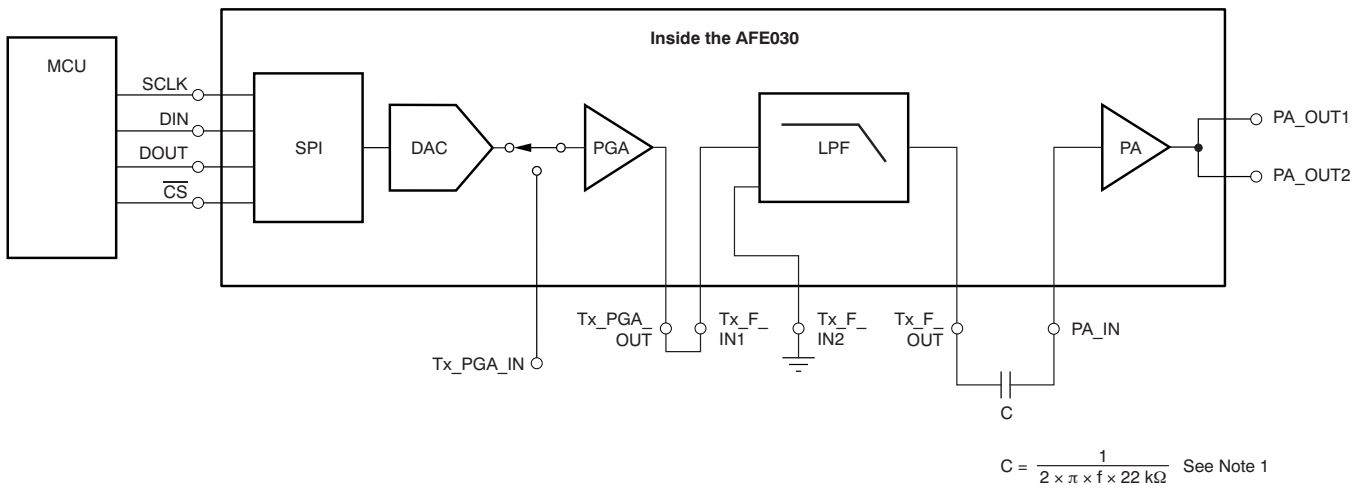 Inside the AFE030
MCU
SCLK
DIN
DOUT
CS
SPI
DAC
PGA
LPF
PA
PA_OUT1
PA_OUT2
Tx_PGA_IN
Tx_PGA_
OUT
Tx_F_
IN1
Tx_F_
IN2
Tx_F_
OUT
PA_IN
C
C = 1 / 2 × π × f × 22 kΩ See Note 1